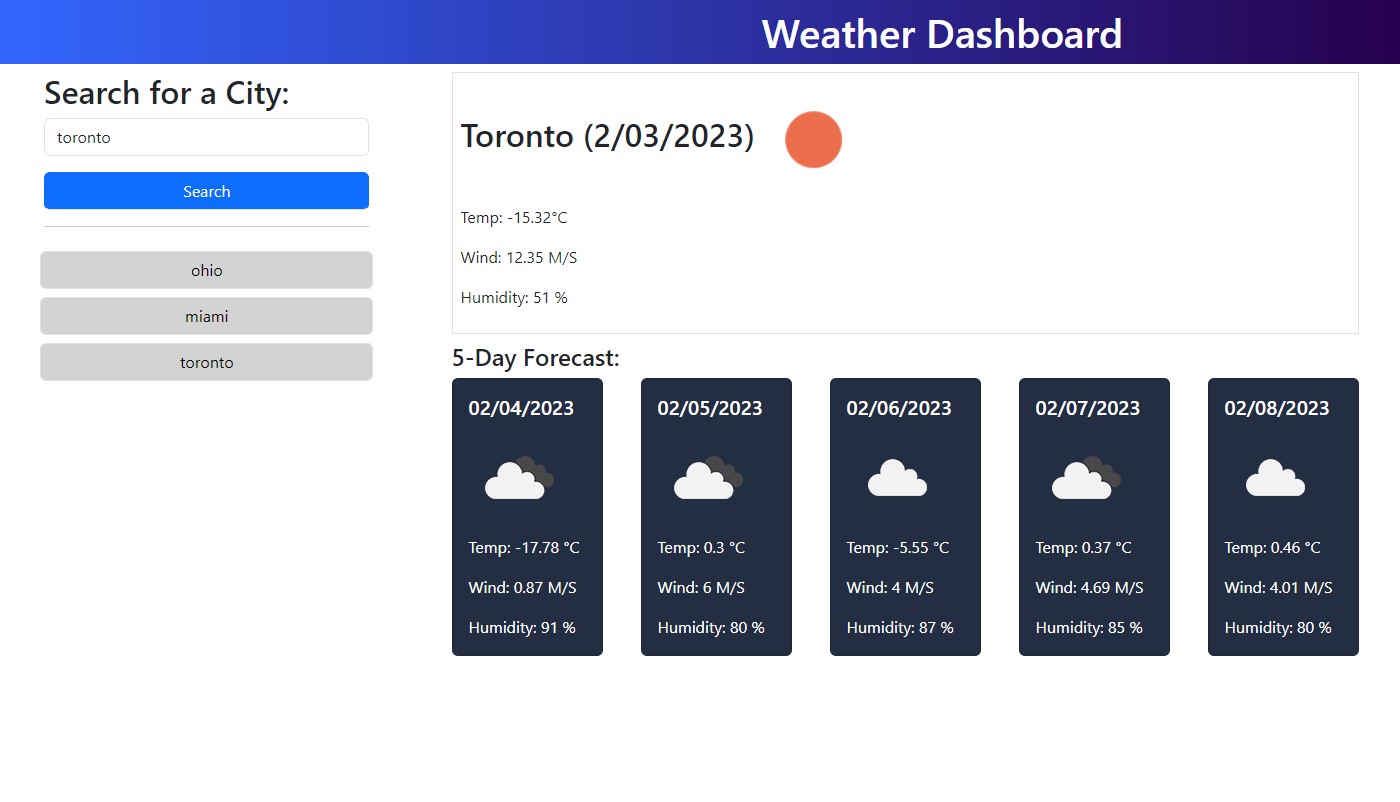 Weather Dashboard
Search for a City:
toronto
Search
ohio
miami
toronto
Toronto (2/03/2023)
Temp: -15.32°C
Wind: 12.35 M/S
Humidity: 51 %
5-Day Forecast:
02/04/2023
Temp: -17.78 °C
Wind: 0.87 M/S
Humidity: 91 %
02/05/2023
Temp: 0.3 °C
Wind: 6 M/S
Humidity: 80 %
02/06/2023
Temp: -5.55 °C
Wind: 4 M/S
Humidity: 87 %
02/07/2023
Temp: 0.37 °C
Wind: 4.69 M/S
Humidity: 85 %
02/08/2023
Temp: 0.46 °C
Wind: 4.01 M/S
Humidity: 80 %